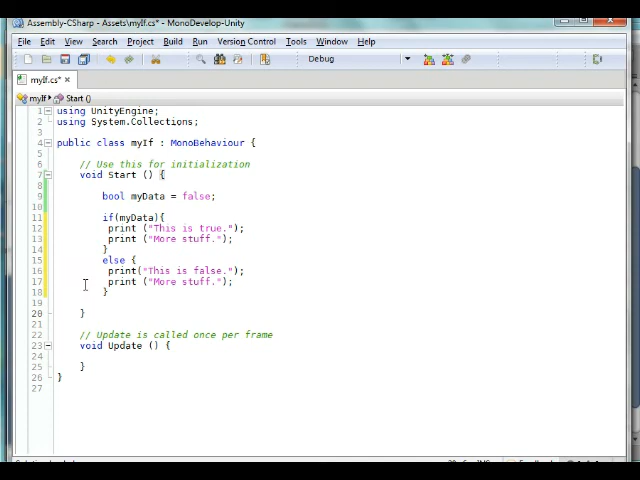 Assembly-CSharp - Assets\myIf.cs* - MonoDevelop-Unity
File Edit View Search Project Build Run Version Control Tools Window Help
Debug
myIf.cs* ×
myIf Start ()
1 using UnityEngine;
2 using System.Collections;
3
4 public class myIf : MonoBehaviour {
5
6 // Use this for initialization
7 void Start () {
8
9 bool myData = false;
10
11 if(myData){
12 print ("This is true.");
13 print ("More stuff.");
14 }
15 else {
16 print("This is false.");
17 print ("More stuff.");
18 }
19
20 }
21
22 // Update is called once per frame
23 void Update () {
24
25 }
26 }
27